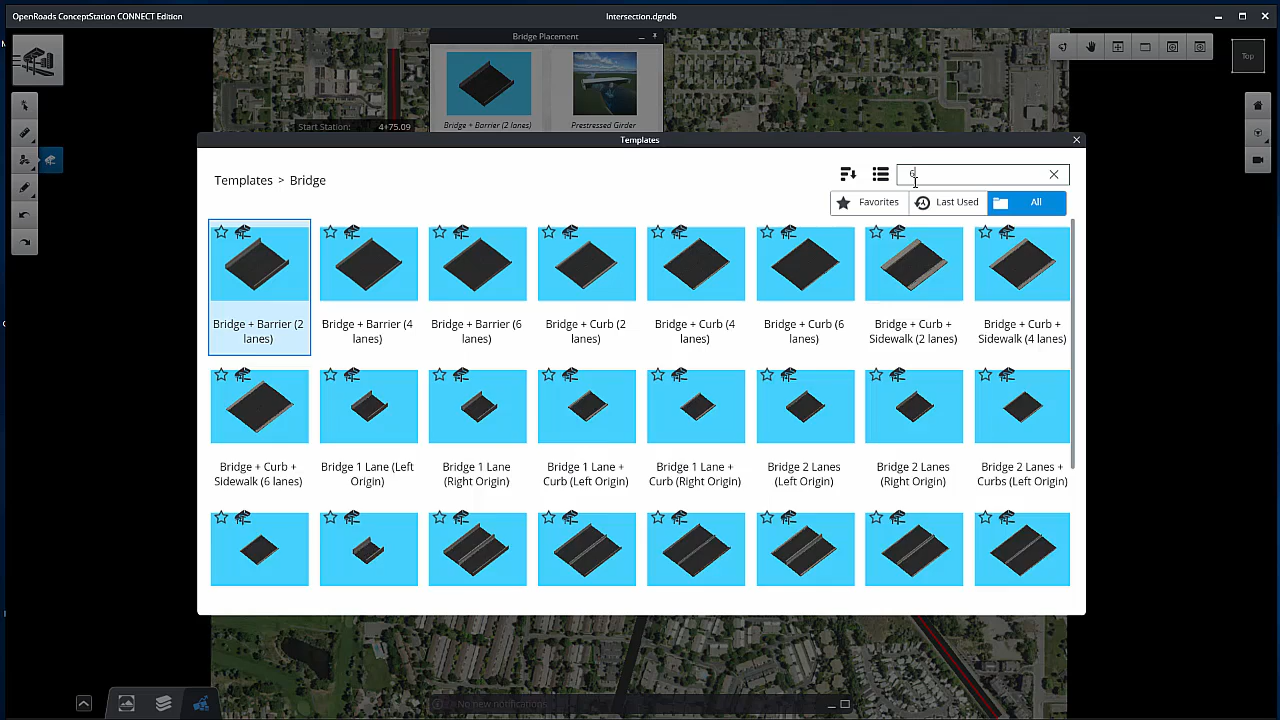 OpenRoads ConceptStation CONNECT Edition
Intersection.dgndb
Bridge Placement
Top
Bridge + Barrier (2 lanes)
Prestressed Girder
Start Station: 4+75.09
Templates
Templates > Bridge
6
Favorites
Last Used
All
Bridge + Barrier (2
lanes)
Bridge + Barrier (4
lanes)
Bridge + Barrier (6
lanes)
Bridge + Curb (2
lanes)
Bridge + Curb (4
lanes)
Bridge + Curb (6
lanes)
Bridge + Curb +
Sidewalk (2 lanes)
Bridge + Curb +
Sidewalk (4 lanes)
Bridge + Curb +
Sidewalk (6 lanes)
Bridge 1 Lane (Left
Origin)
Bridge 1 Lane
(Right Origin)
Bridge 1 Lane +
Curb (Left Origin)
Bridge 1 Lane +
Curb (Right Origin)
Bridge 2 Lanes
(Left Origin)
Bridge 2 Lanes
(Right Origin)
Bridge 2 Lanes +
Curbs (Left Origin)
No new notifications.